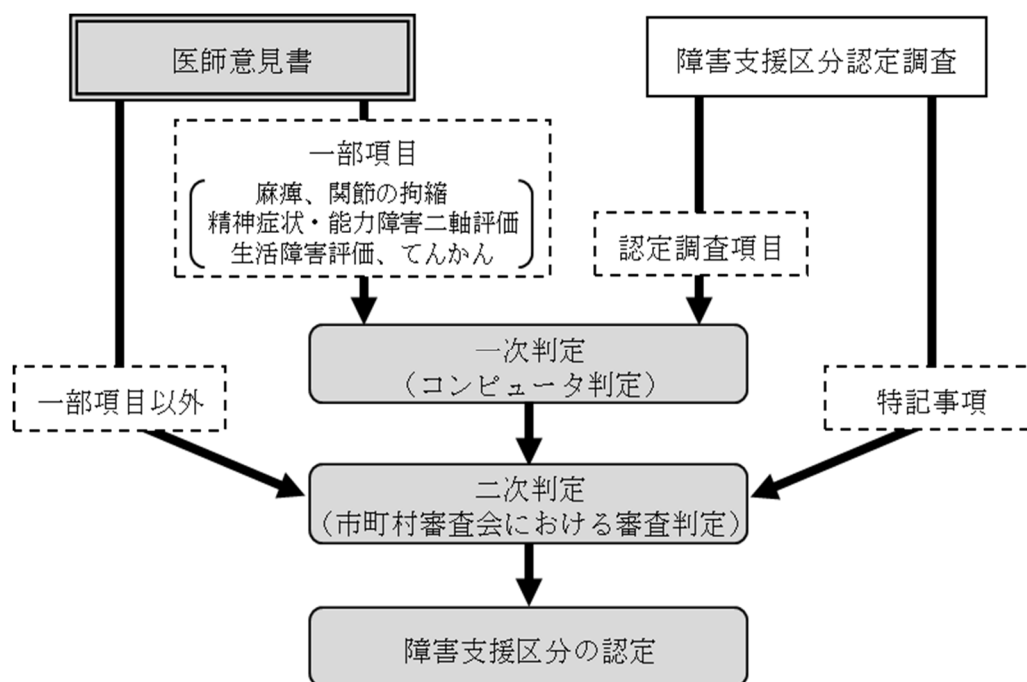 医師意見書
障害支援区分認定調査
一部項目
麻痺、関節の拘縮
精神症状・能力障害二軸評価
生活障害評価、てんかん
認定調査項目
一次判定
（コンピュータ判定）
一部項目以外
特記事項
二次判定
（市町村審査会における審査判定）
障害支援区分の認定